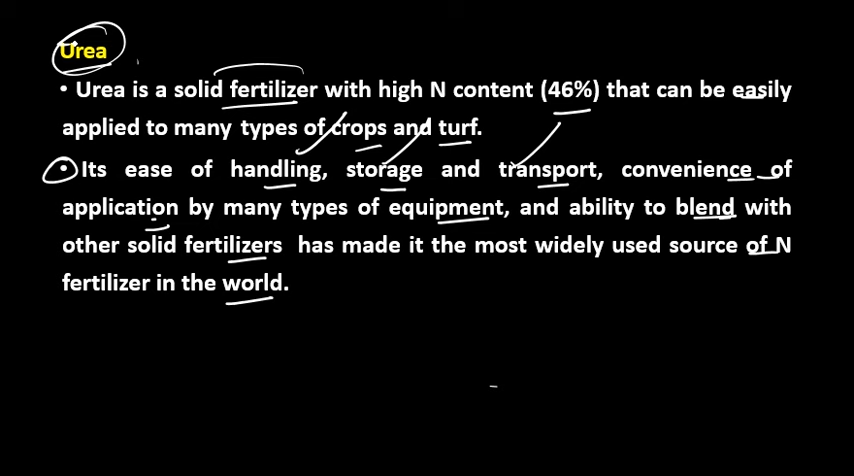 Urea
• Urea is a solid fertilizer with high N content (46%) that can be easily
applied to many types of crops and turf.
• Its ease of handling, storage and transport, convenience of
application by many types of equipment, and ability to blend with
other solid fertilizers has made it the most widely used source of N
fertilizer in the world.